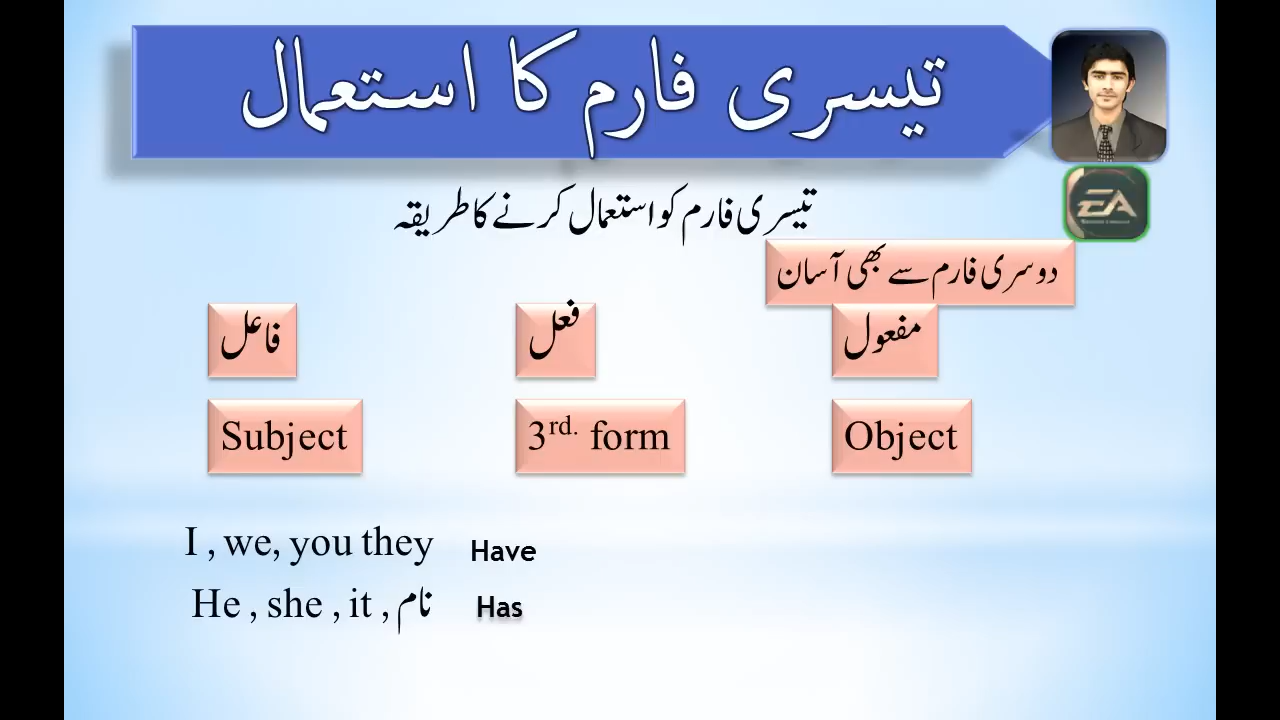 تیسری فارم کا استعمال
EA
تیسری فارم کو استعمال کرنے کا طریقہ
دوسری فارم سے بھی آسان
فاعل فعل مفعول
Subject 3rd. form Object
I , we, you they Have
He , she , it , نام Has